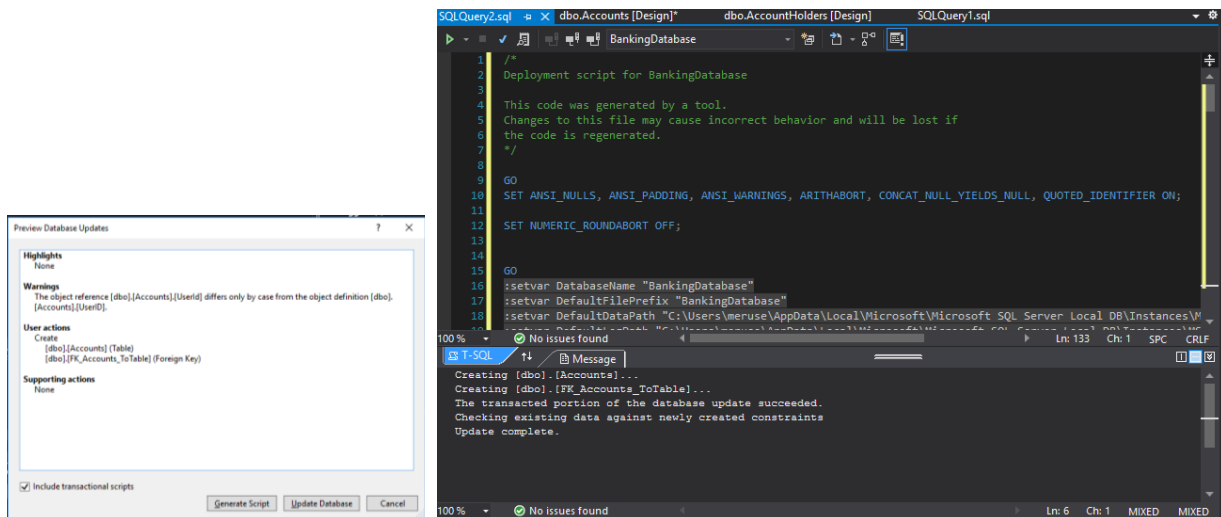 Preview Database Updates ? ×
Highlights
None
Warnings
The object reference [dbo].[Accounts].[UserId] differs only by case from the object definition [dbo].
[Accounts].[UserID].
User actions
Create
[dbo].[Accounts] (Table)
[dbo].[FK_Accounts_ToTable] (Foreign Key)
Supporting actions
None
Include transactional scripts
Generate Script Update Database Cancel
SQLQuery2.sql dbo.Accounts [Design]* dbo.AccountHolders [Design] SQLQuery1.sql
BankingDatabase
1 /*
2 Deployment script for BankingDatabase
3
4 This code was generated by a tool.
5 Changes to this file may cause incorrect behavior and will be lost if
6 the code is regenerated.
7 */
8
9 GO
10 SET ANSI_NULLS, ANSI_PADDING, ANSI_WARNINGS, ARITHABORT, CONCAT_NULL_YIELDS_NULL, QUOTED_IDENTIFIER ON;
11
12 SET NUMERIC_ROUNDABORT OFF;
13
14
15 GO
16 :setvar DatabaseName "BankingDatabase"
17 :setvar DefaultFilePrefix "BankingDatabase"
18 :setvar DefaultDataPath "C:\Users\meruse\AppData\Local\Microsoft\Microsoft SQL Server Local DB\Instances\M
100 % No issues found Ln: 133 Ch: 1 SPC CRLF
T-SQL Message
Creating [dbo].[Accounts]...
Creating [dbo].[FK_Accounts_ToTable]...
The transacted portion of the database update succeeded.
Checking existing data against newly created constraints
Update complete.
100 % No issues found Ln: 6 Ch: 1 MIXED MIXED